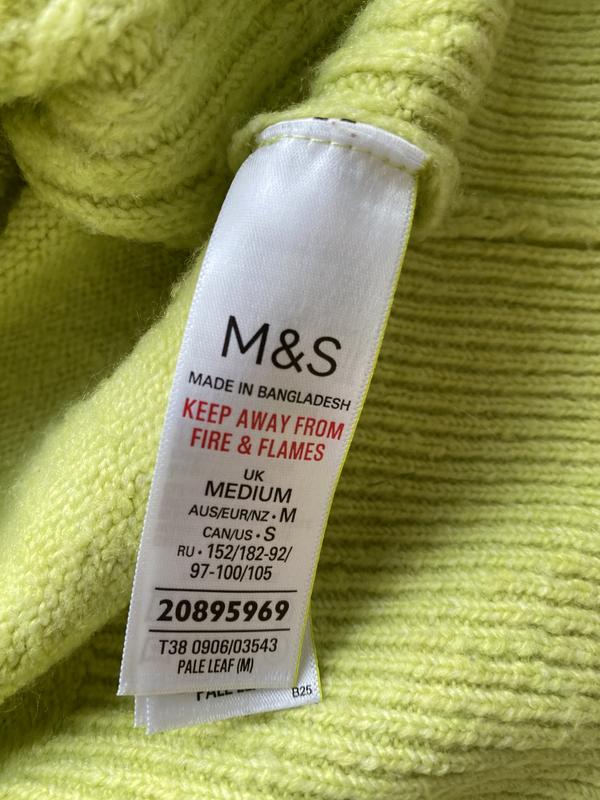 M&S
MADE IN BANGLADESH
KEEP AWAY FROM
FIRE & FLAMES
UK
MEDIUM
AUS/EUR/NZ • M
CAN/US • S
RU • 152/182-92/
97-100/105
20895969
T38 0906/03543
PALE LEAF (M)
B25